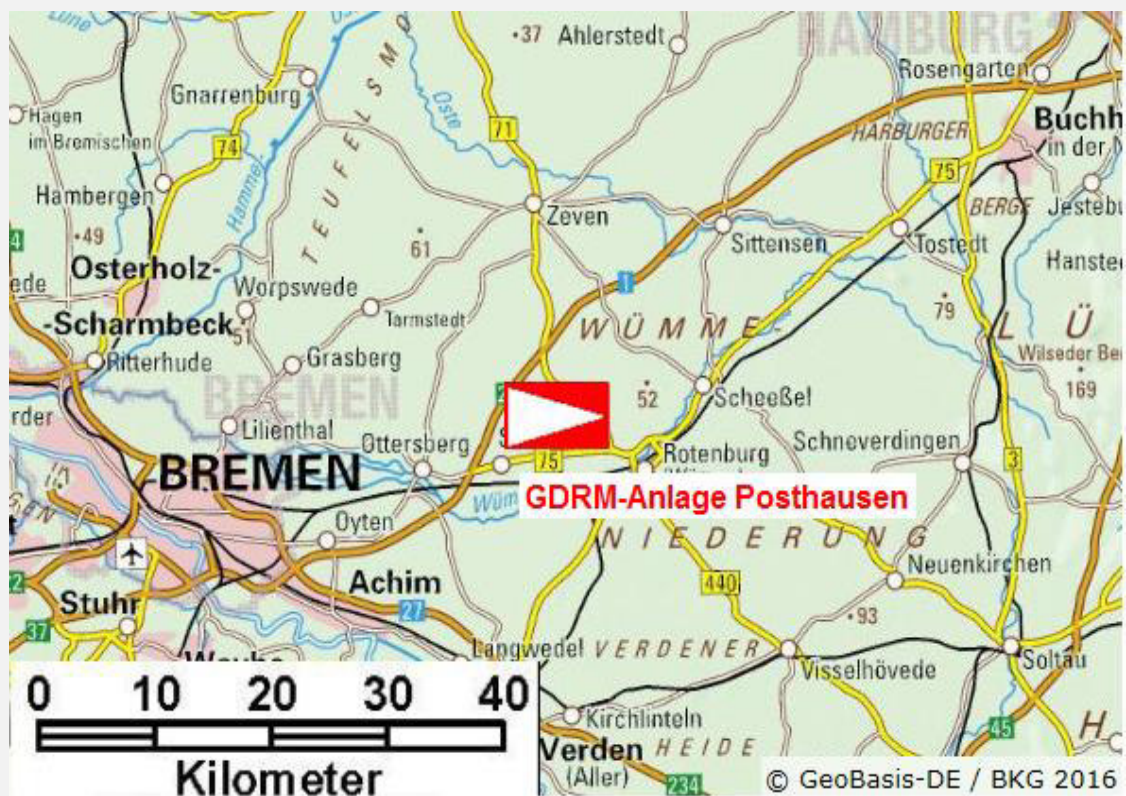 Lüne
37
Ahlerstedt
HAMBURG
Rosengarten
Gnarrenburg
Hagen
im Bremischen
TEUFELSMO
Oste
71
HARBURGER
Buchh
in der N
74
75
Hambergen
Hamme
Zeven
BERGE
Jestebu
49
61
Sittensen
Tostedt
Hanste
ede
Osterholz-
-Scharmbeck
Worpswede
51
Tarmstedt
1
WÜMME-
79
L Ü
Wilseder Be
169
Ritterhude
Grasberg
BREMEN
52
Scheeßel
rder
Lilienthal
Ottersberg
S
75
Rotenburg
Schneverdingen
3
BREMEN
Wüm
GDRM-Anlage Posthausen
Oyten
NIEDERUNG
Neuenkirchen
Achim
27
440
93
Stuhr
37
Langwedel
VERDENER
Visselhövede
Soltau
0 10 20 30 40
Kilometer
Kirchlinteln
Verden
(Aller)
HEIDE
234
45
H
© GeoBasis-DE / BKG 2016